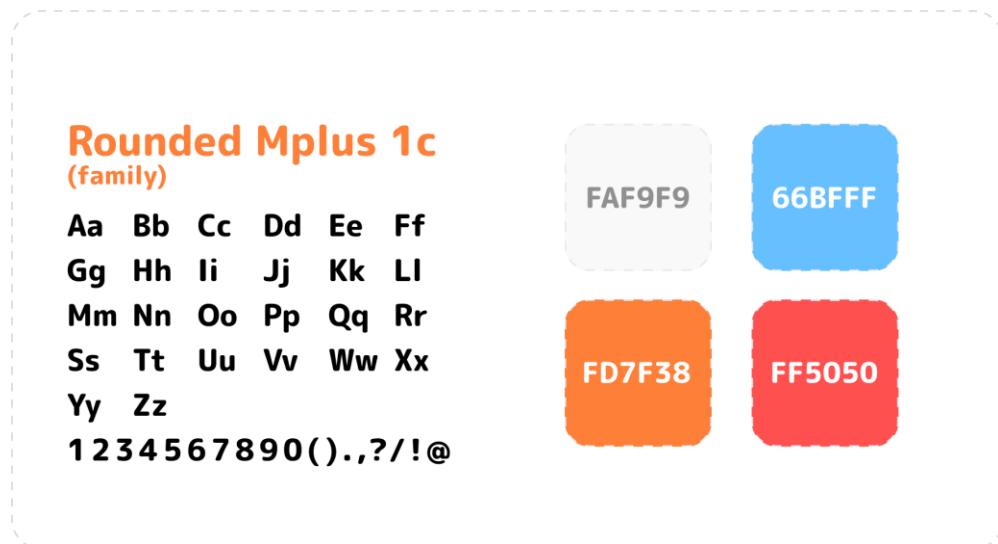 Rounded Mplus 1c
(family)
Aa Bb Cc Dd Ee Ff
Gg Hh Ii Jj Kk Ll
Mm Nn Oo Pp Qq Rr
Ss Tt Uu Vv Ww Xx
Yy Zz
1234567890().,?/!@
FAF9F9 66BFFF
FD7F38 FF5050